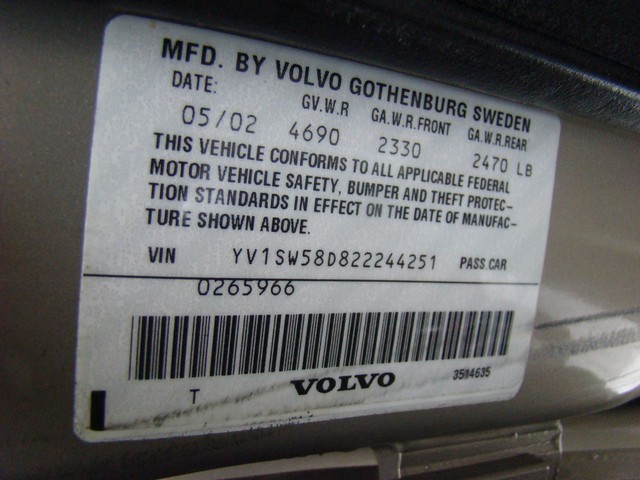 MFD. BY VOLVO GOTHENBURG SWEDEN
DATE: GV.W.R GA.W.R.FRONT GA.W.R.REAR
05/02 4690 2330 2470 LB
THIS VEHICLE CONFORMS TO ALL APPLICABLE FEDERAL
MOTOR VEHICLE SAFETY, BUMPER AND THEFT PROTEC-
TION STANDARDS IN EFFECT ON THE DATE OF MANUFAC-
TURE SHOWN ABOVE.
VIN YV1SW58D822244251 PASS.CAR
0265966
T VOLVO